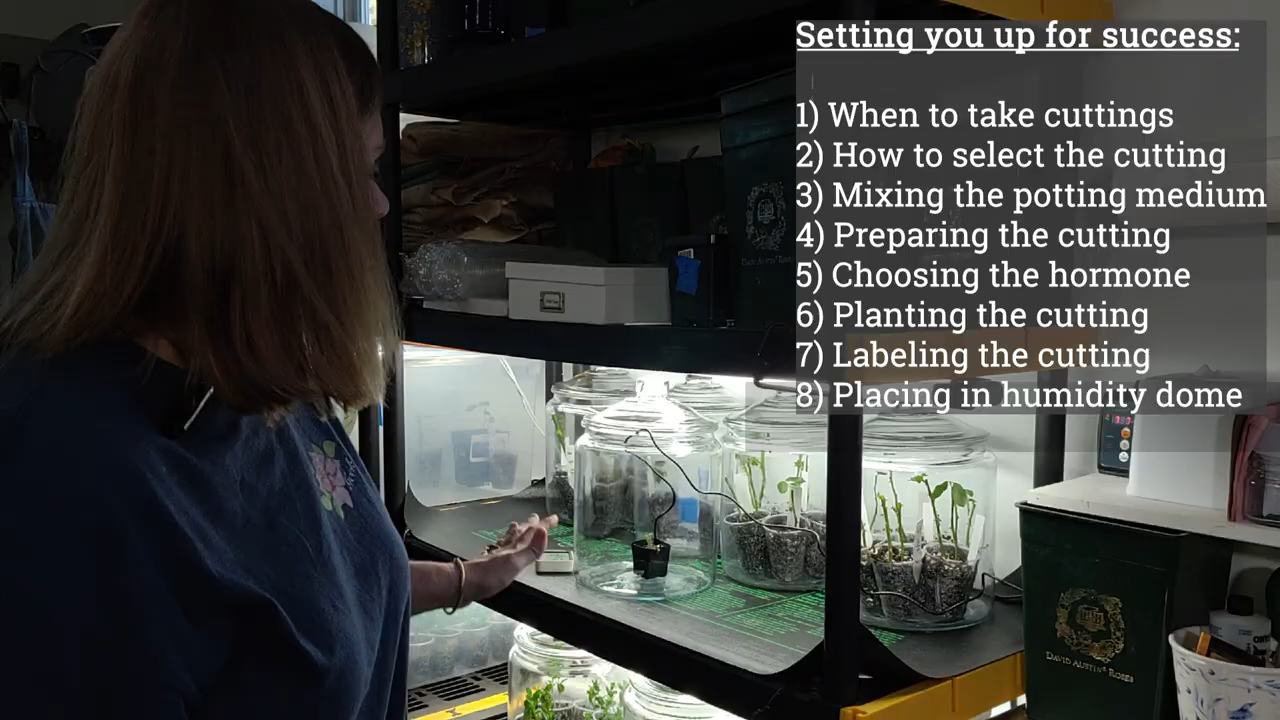 Setting you up for success:
1) When to take cuttings
2) How to select the cutting
3) Mixing the potting medium
4) Preparing the cutting
5) Choosing the hormone
6) Planting the cutting
7) Labeling the cutting
8) Placing in humidity dome
DAVID AUSTIN® ROSES